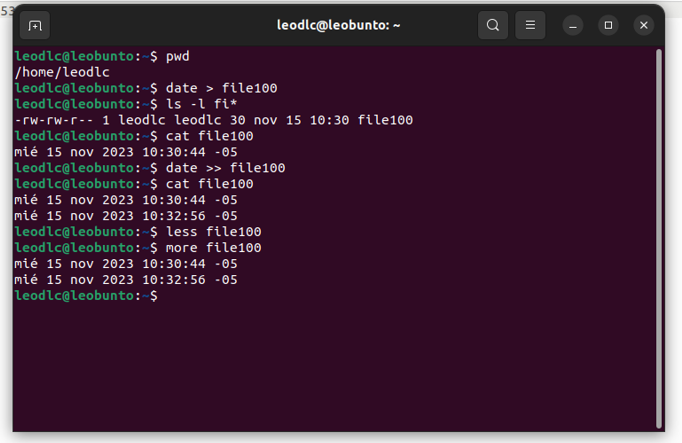 53
leodlc@leobunto: ~
leodlc@leobunto:~$ pwd
/home/leodlc
leodlc@leobunto:~$ date > file100
leodlc@leobunto:~$ ls -l fi*
-rw-rw-r-- 1 leodlc leodlc 30 nov 15 10:30 file100
leodlc@leobunto:~$ cat file100
mié 15 nov 2023 10:30:44 -05
leodlc@leobunto:~$ date >> file100
leodlc@leobunto:~$ cat file100
mié 15 nov 2023 10:30:44 -05
mié 15 nov 2023 10:32:56 -05
leodlc@leobunto:~$ less file100
leodlc@leobunto:~$ more file100
mié 15 nov 2023 10:30:44 -05
mié 15 nov 2023 10:32:56 -05
leodlc@leobunto:~$